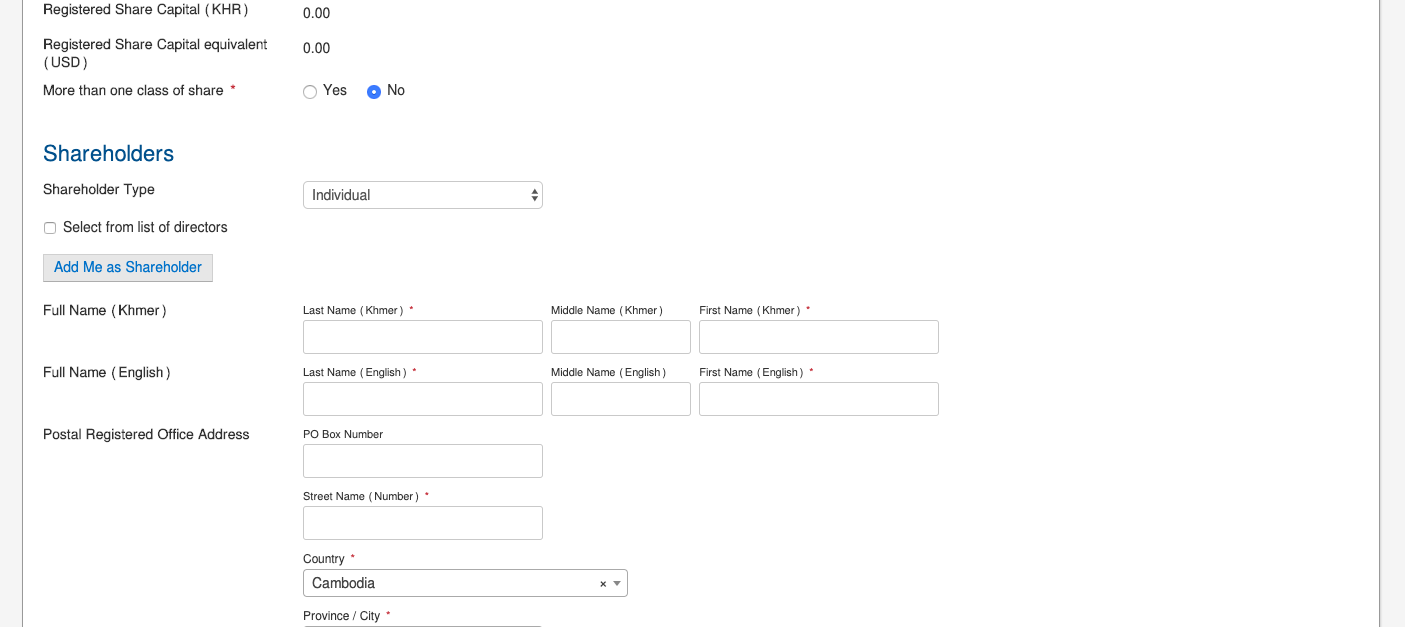 Registered Share Capital (KHR) 0.00
Registered Share Capital equivalent (USD) 0.00
More than one class of share * Yes No
Shareholders
Shareholder Type Individual
Select from list of directors
Add Me as Shareholder
Full Name (Khmer) Last Name (Khmer) * Middle Name (Khmer) First Name (Khmer) *
Full Name (English) Last Name (English) * Middle Name (English) First Name (English) *
Postal Registered Office Address PO Box Number
Street Name (Number) *
Country *
Cambodia ×
Province / City *